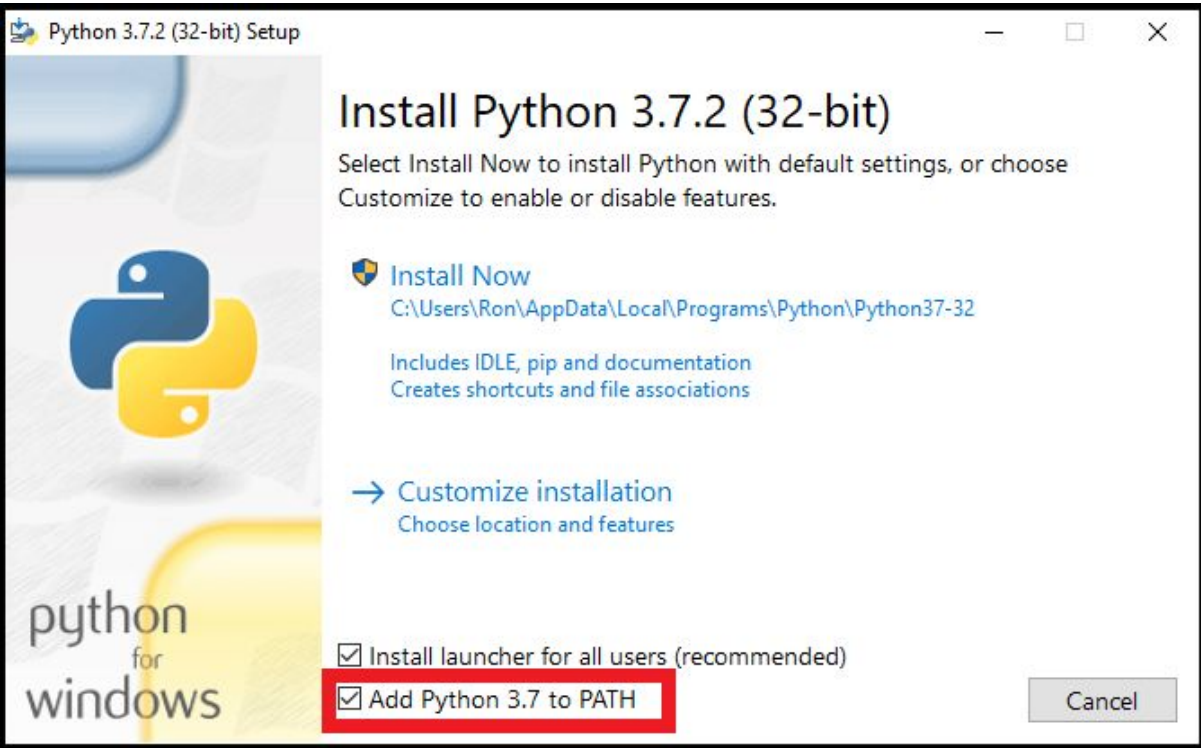 Python 3.7.2 (32-bit) Setup
Install Python 3.7.2 (32-bit)
Select Install Now to install Python with default settings, or choose
Customize to enable or disable features.
Install Now
C:\Users\Ron\AppData\Local\Programs\Python\Python37-32
Includes IDLE, pip and documentation
Creates shortcuts and file associations
Customize installation
Choose location and features
python
for
windows
Install launcher for all users (recommended)
Add Python 3.7 to PATH
Cancel